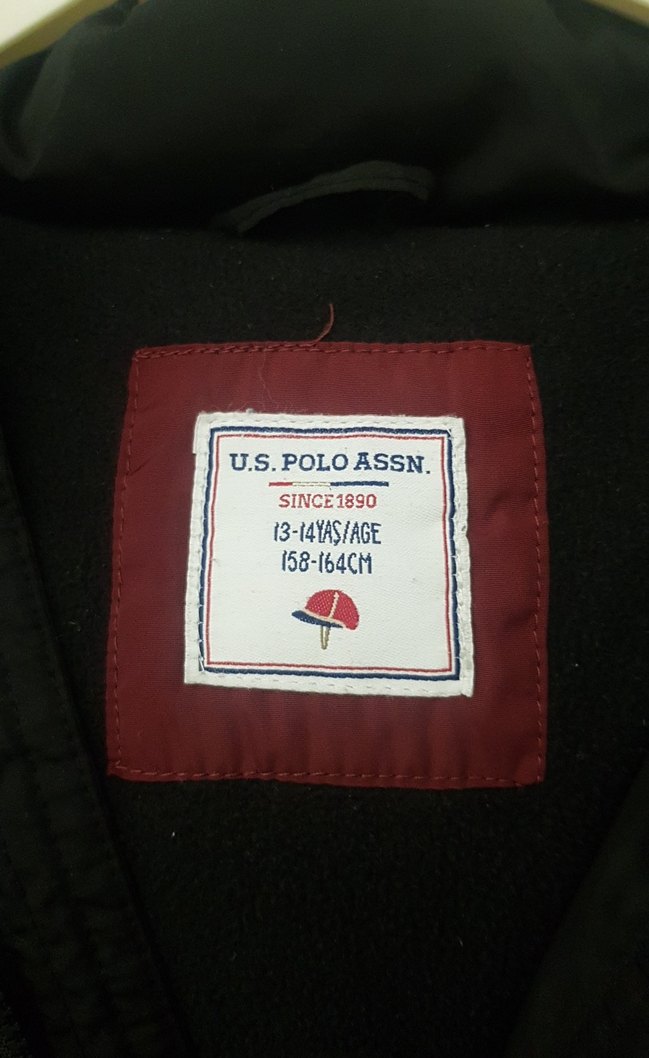 U.S. POLO ASSN.
SINCE 1890
13-14YAŞ/AGE
158-164CM